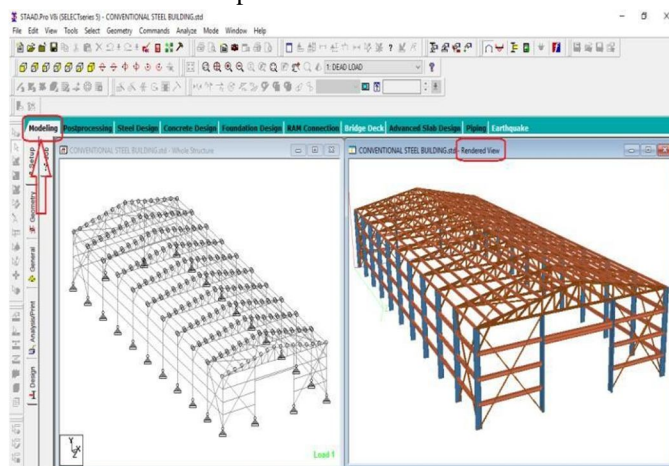 STAAD.Pro V8i (SELECTseries 5) - CONVENTIONAL STEEL BUILDING.std
File Edit View Tools Select Geometry Commands Analyze Mode Window Help
1: DEAD LOAD
Modeling Postprocessing Steel Design Concrete Design Foundation Design RAM Connection Bridge Deck Advanced Slab Design Piping Earthquake
CONVENTIONAL STEEL BUILDING.std - Whole Structure
CONVENTIONAL STEEL BUILDING.std - Rendered View
Setup
Job
Geometry
General
Analysis/Print
Design
Y
X
Z
Load 1